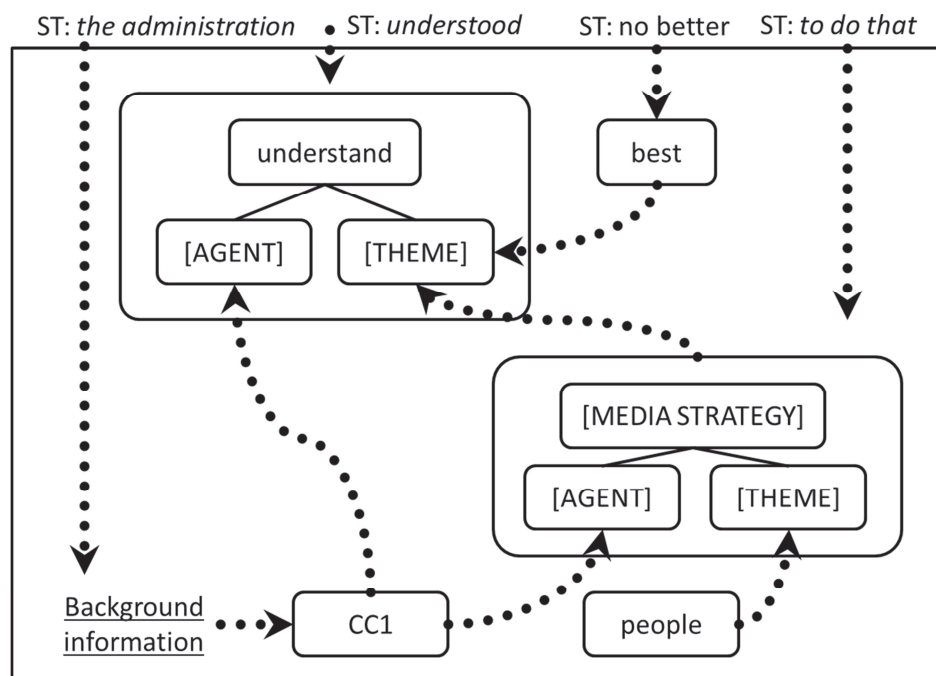 ST: the administration ST: understood ST: no better ST: to do that
understand best
[AGENT] [THEME]
[MEDIA STRATEGY]
[AGENT] [THEME]
Background
information CC1 people